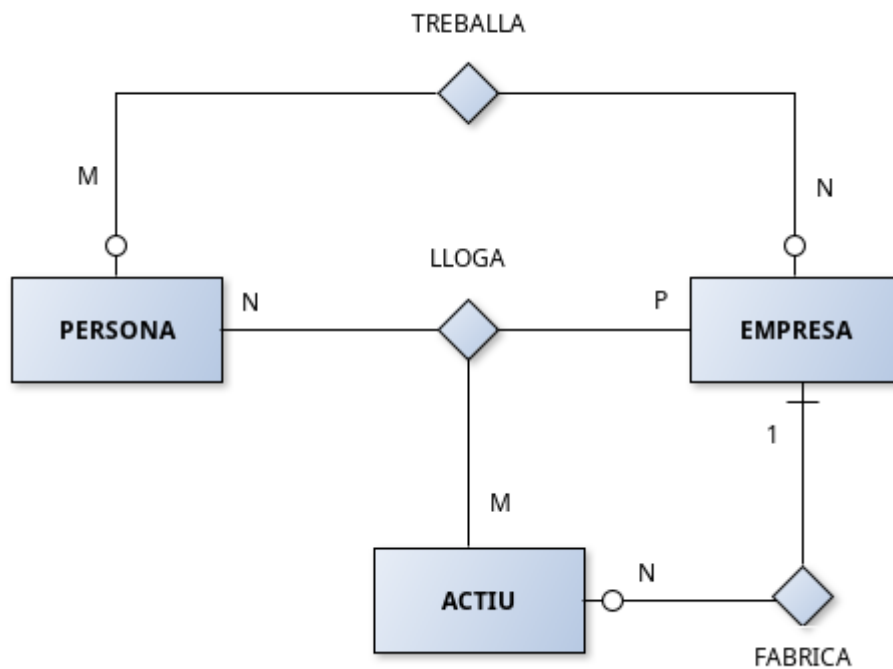 TREBALLA
M
N
LLOGA
N
P
PERSONA
EMPRESA
1
M
N
ACTIU
FABRICA